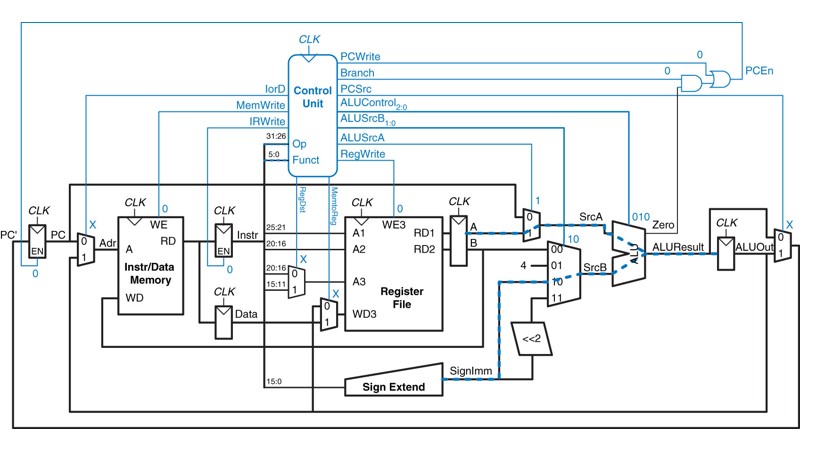 CLK
PCWrite
0
Branch
0
PCEn
IorD
Control
Unit
PCSrc
MemWrite
ALUControl2:0
IRWrite
ALUSrcB1:0
31:26
Op
ALUSrcA
5:0
Funct
RegWrite
RegDst
MemtoReg
CLK
X
CLK
0
CLK
CLK
0
CLK
1
SrcA
010
Zero
CLK
X
PC'
PC
EN
0
0
1
Adr
WE
A
RD
Instr/Data
Memory
WD
EN
0
Instr
25:21
20:16
A1
A2
WE3
RD1
RD2
A
B
0
1
10
00
4
01
10
11
SrcB
ALU
ALUResult
ALUOut
0
1
20:16
15:11
X
0
1
A3
CLK
Data
X
0
1
WD3
Register
File
<<2
SignImm
15:0
Sign Extend